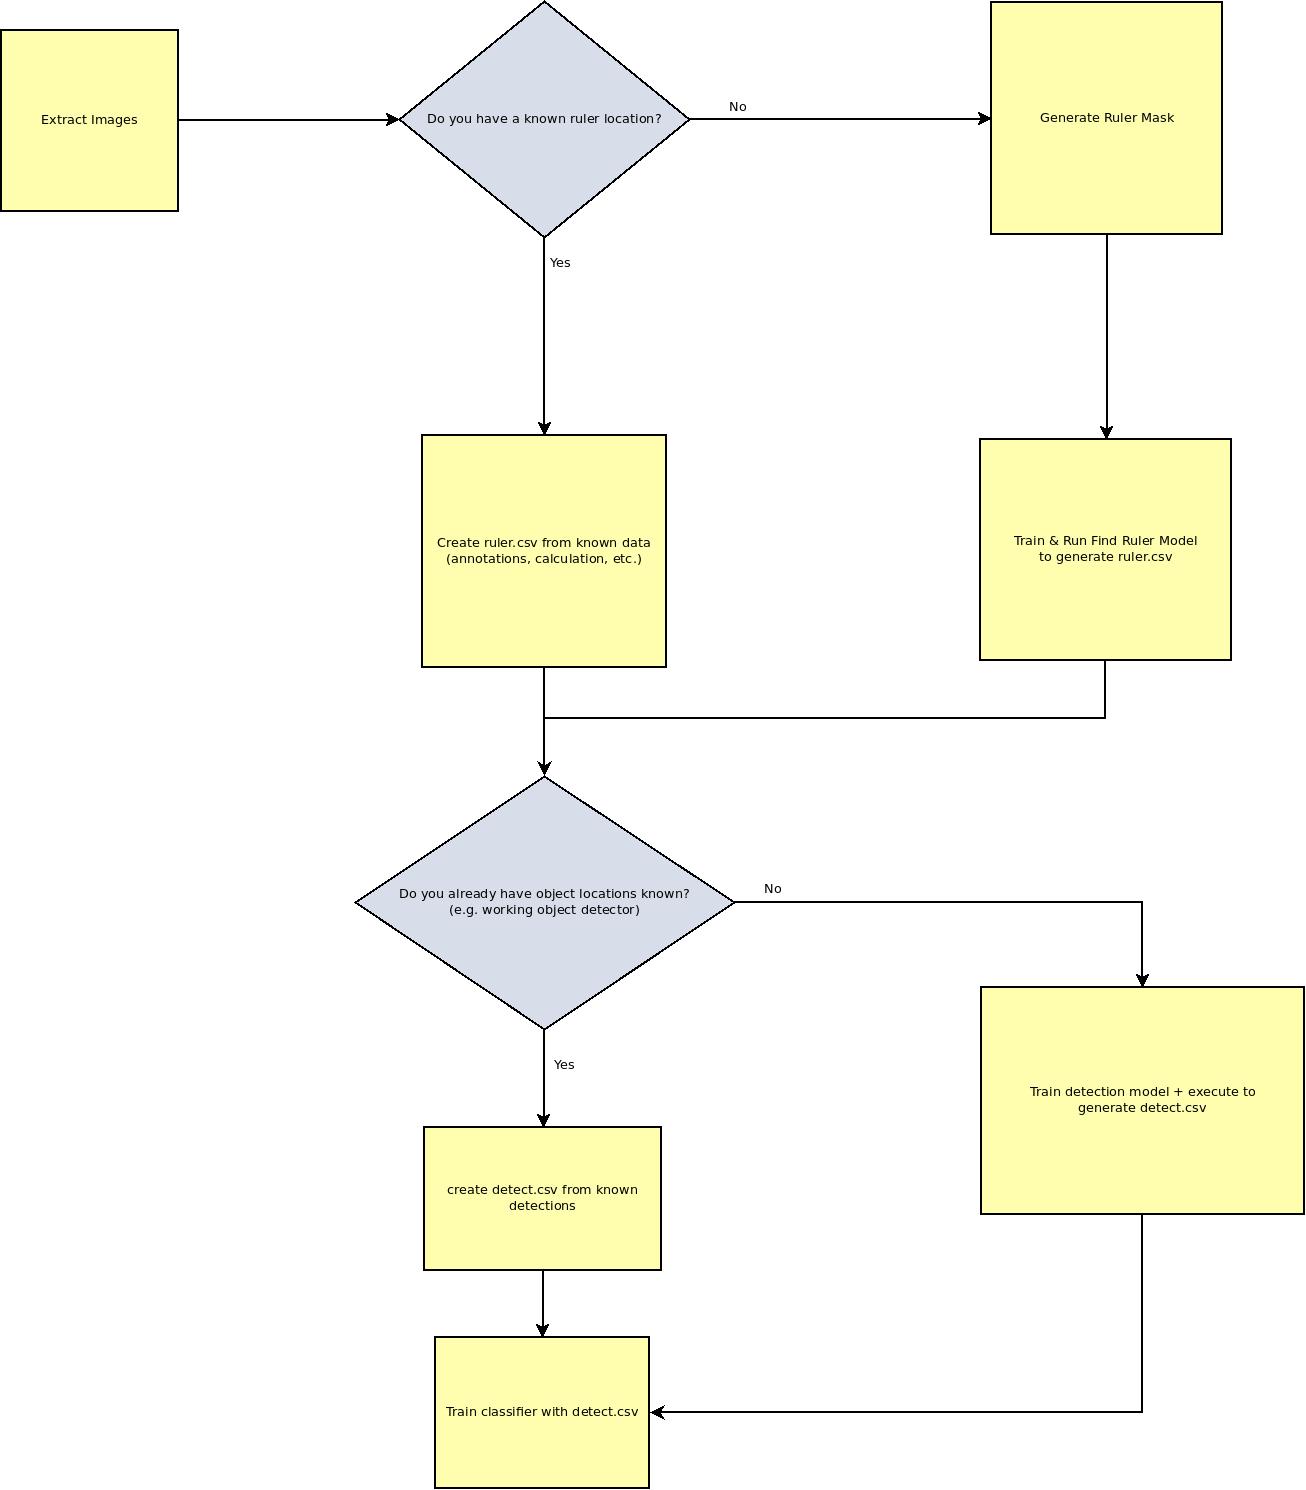 Extract Images
Do you have a known ruler location?
No
Generate Ruler Mask
Yes
Create ruler.csv from known data
(annotations, calculation, etc.)
Train & Run Find Ruler Model
to generate ruler.csv
Do you already have object locations known?
(e.g. working object detector)
No
Yes
Train detection model + execute to
generate detect.csv
create detect.csv from known
detections
Train classifier with detect.csv